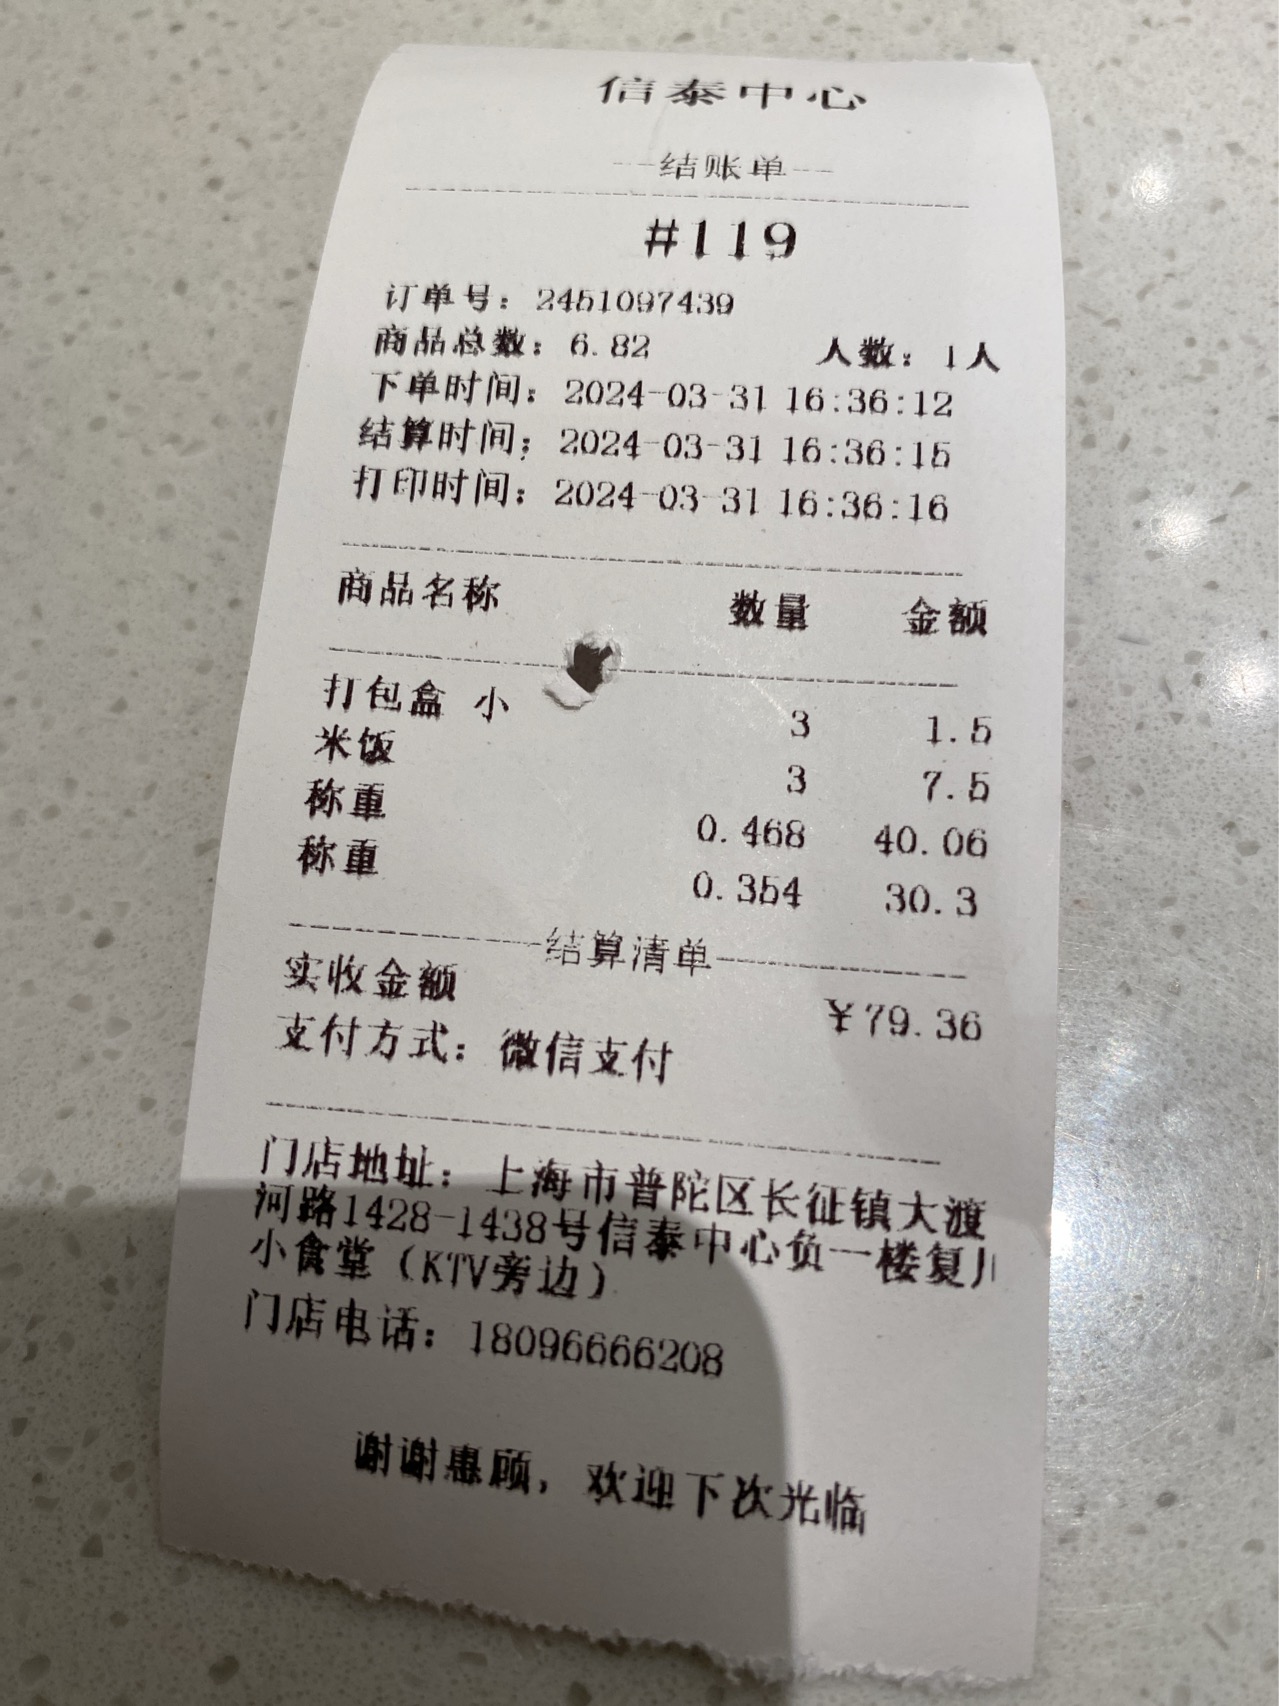 信泰中心
--结账单--
#119
订单号：2451097439
商品总数：6.82 人数：1人
下单时间：2024-03-31 16:36:12
结算时间：2024-03-31 16:36:15
打印时间：2024-03-31 16:36:16
商品名称 数量 金额
打包盒 小 3 1.5
米饭 3 7.5
称重 0.468 40.06
称重 0.354 30.3
结算清单
实收金额 ¥79.36
支付方式：微信支付
门店地址：上海市普陀区长征镇大渡
河路1428-1438号信泰中心负一楼复
小食堂（KTV旁边）
门店电话：18096666208
谢谢惠顾，欢迎下次光临